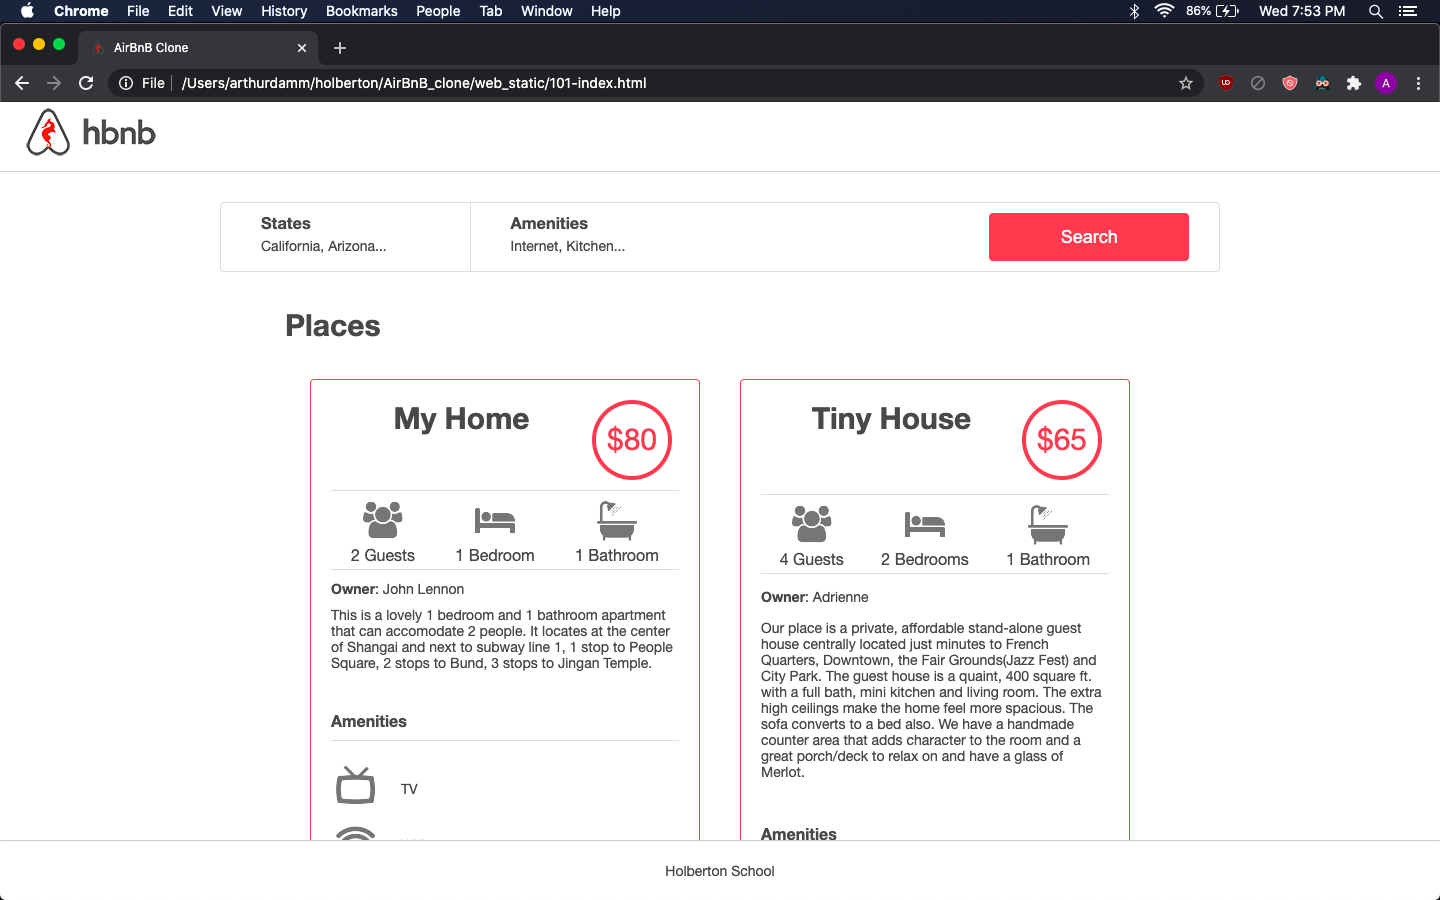 Chrome File Edit View History Bookmarks People Tab Window Help 86% Wed 7:53 PM
AirBnB Clone
File /Users/arthurdamm/holberton/AirBnB_clone/web_static/101-index.html A
hbnb
States Amenities
California, Arizona... Internet, Kitchen...
Search
Places
My Home
$80
2 Guests 1 Bedroom 1 Bathroom
Owner: John Lennon
This is a lovely 1 bedroom and 1 bathroom apartment
that can accomodate 2 people. It locates at the center
of Shangai and next to subway line 1, 1 stop to People
Square, 2 stops to Bund, 3 stops to Jingan Temple.
Amenities
TV
Tiny House
$65
4 Guests 2 Bedrooms 1 Bathroom
Owner: Adrienne
Our place is a private, affordable stand-alone guest
house centrally located just minutes to French
Quarters, Downtown, the Fair Grounds(Jazz Fest) and
City Park. The guest house is a quaint, 400 square ft.
with a full bath, mini kitchen and living room. The extra
high ceilings make the home feel more spacious. The
sofa converts to a bed also. We have a handmade
counter area that adds character to the room and a
great porch/deck to relax on and have a glass of
Merlot.
Amenities
Holberton School